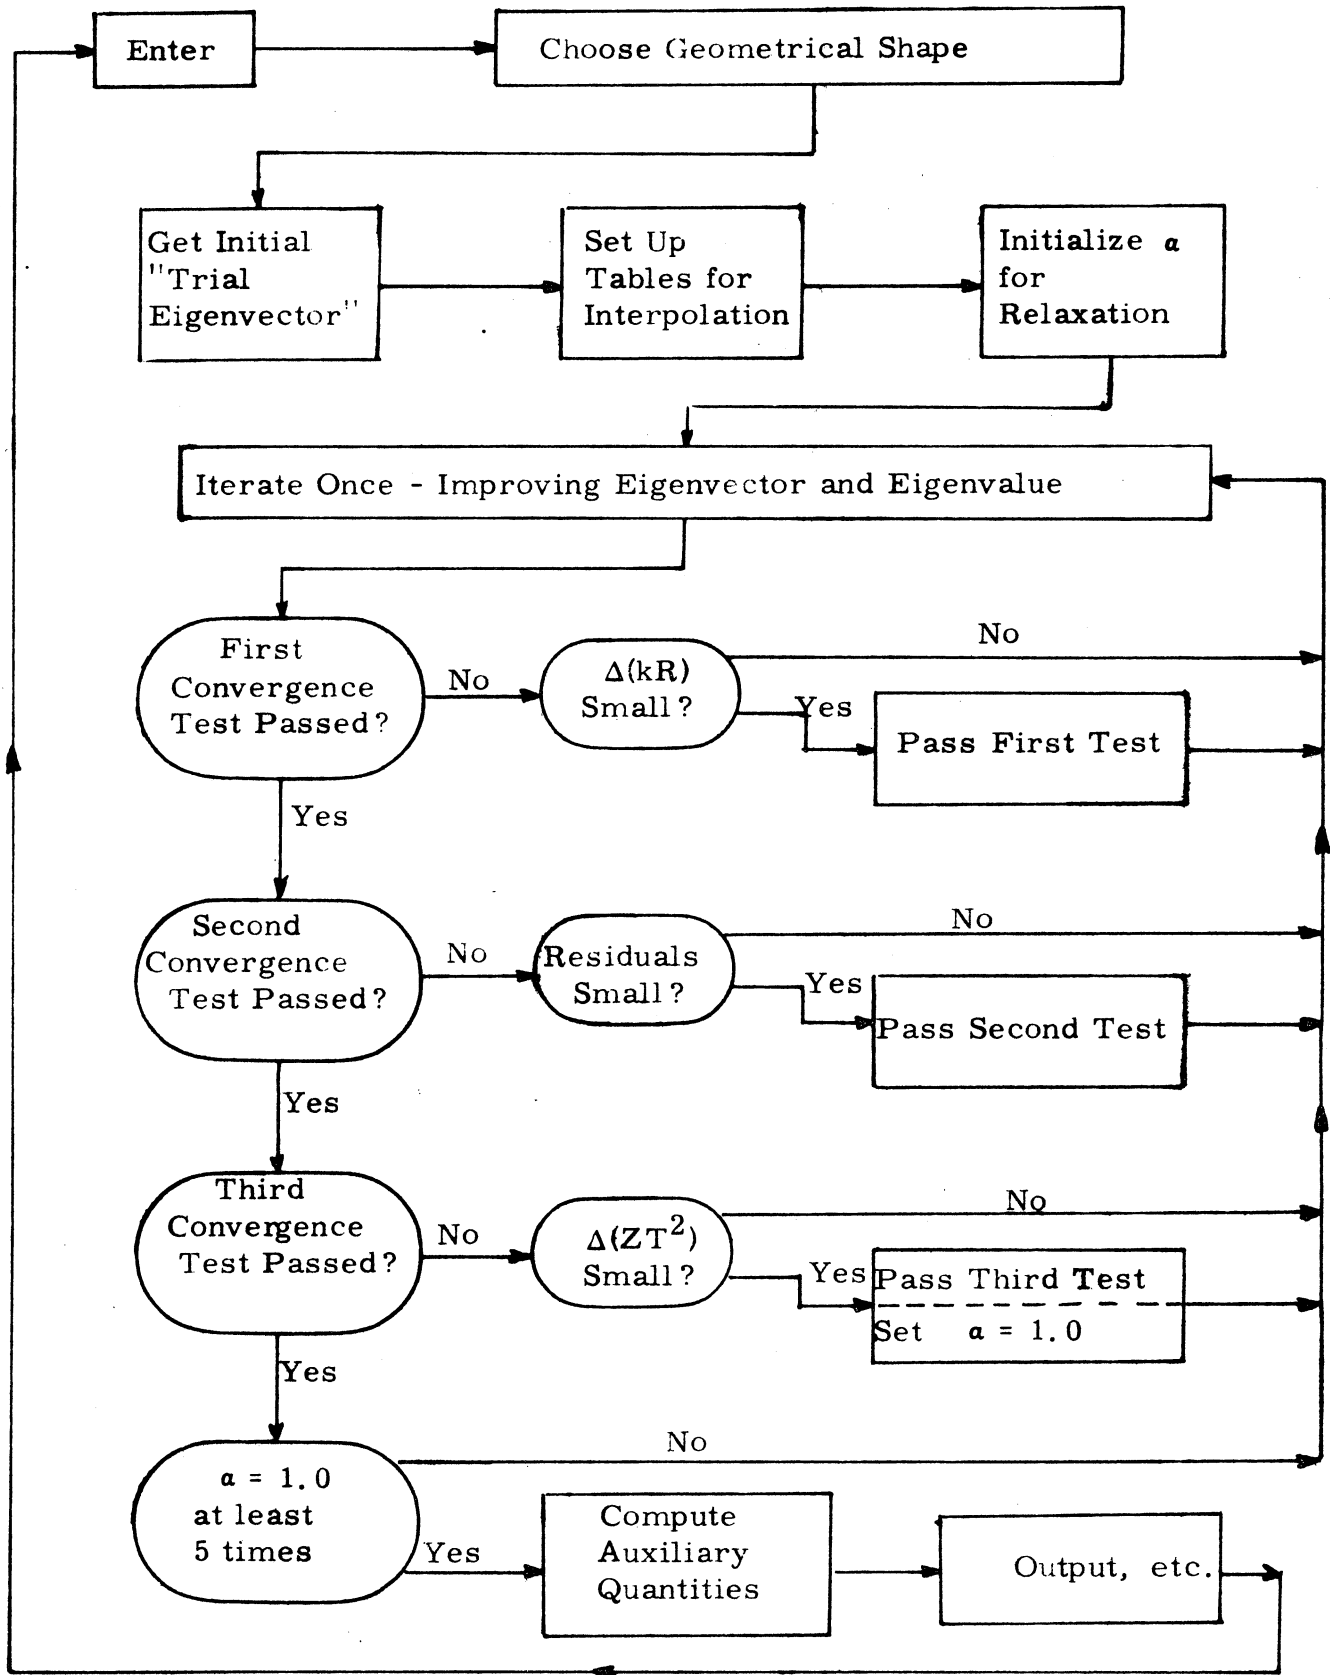 Enter
Choose Geometrical Shape
Get Initial
"Trial
Eigenvector"
Set Up
Tables for
Interpolation
Initialize α
for
Relaxation
Iterate Once - Improving Eigenvector and Eigenvalue
First
Convergence
Test Passed?
No
Δ(kR)
Small?
No
Yes
Pass First Test
Yes
Second
Convergence
Test Passed?
No
Residuals
Small?
No
Yes
Pass Second Test
Yes
Third
Convergence
Test Passed?
No
Δ(ZT²)
Small?
No
Yes
Pass Third Test
Set α = 1.0
Yes
α = 1.0
at least
5 times
No
Yes
Compute
Auxiliary
Quantities
Output, etc.